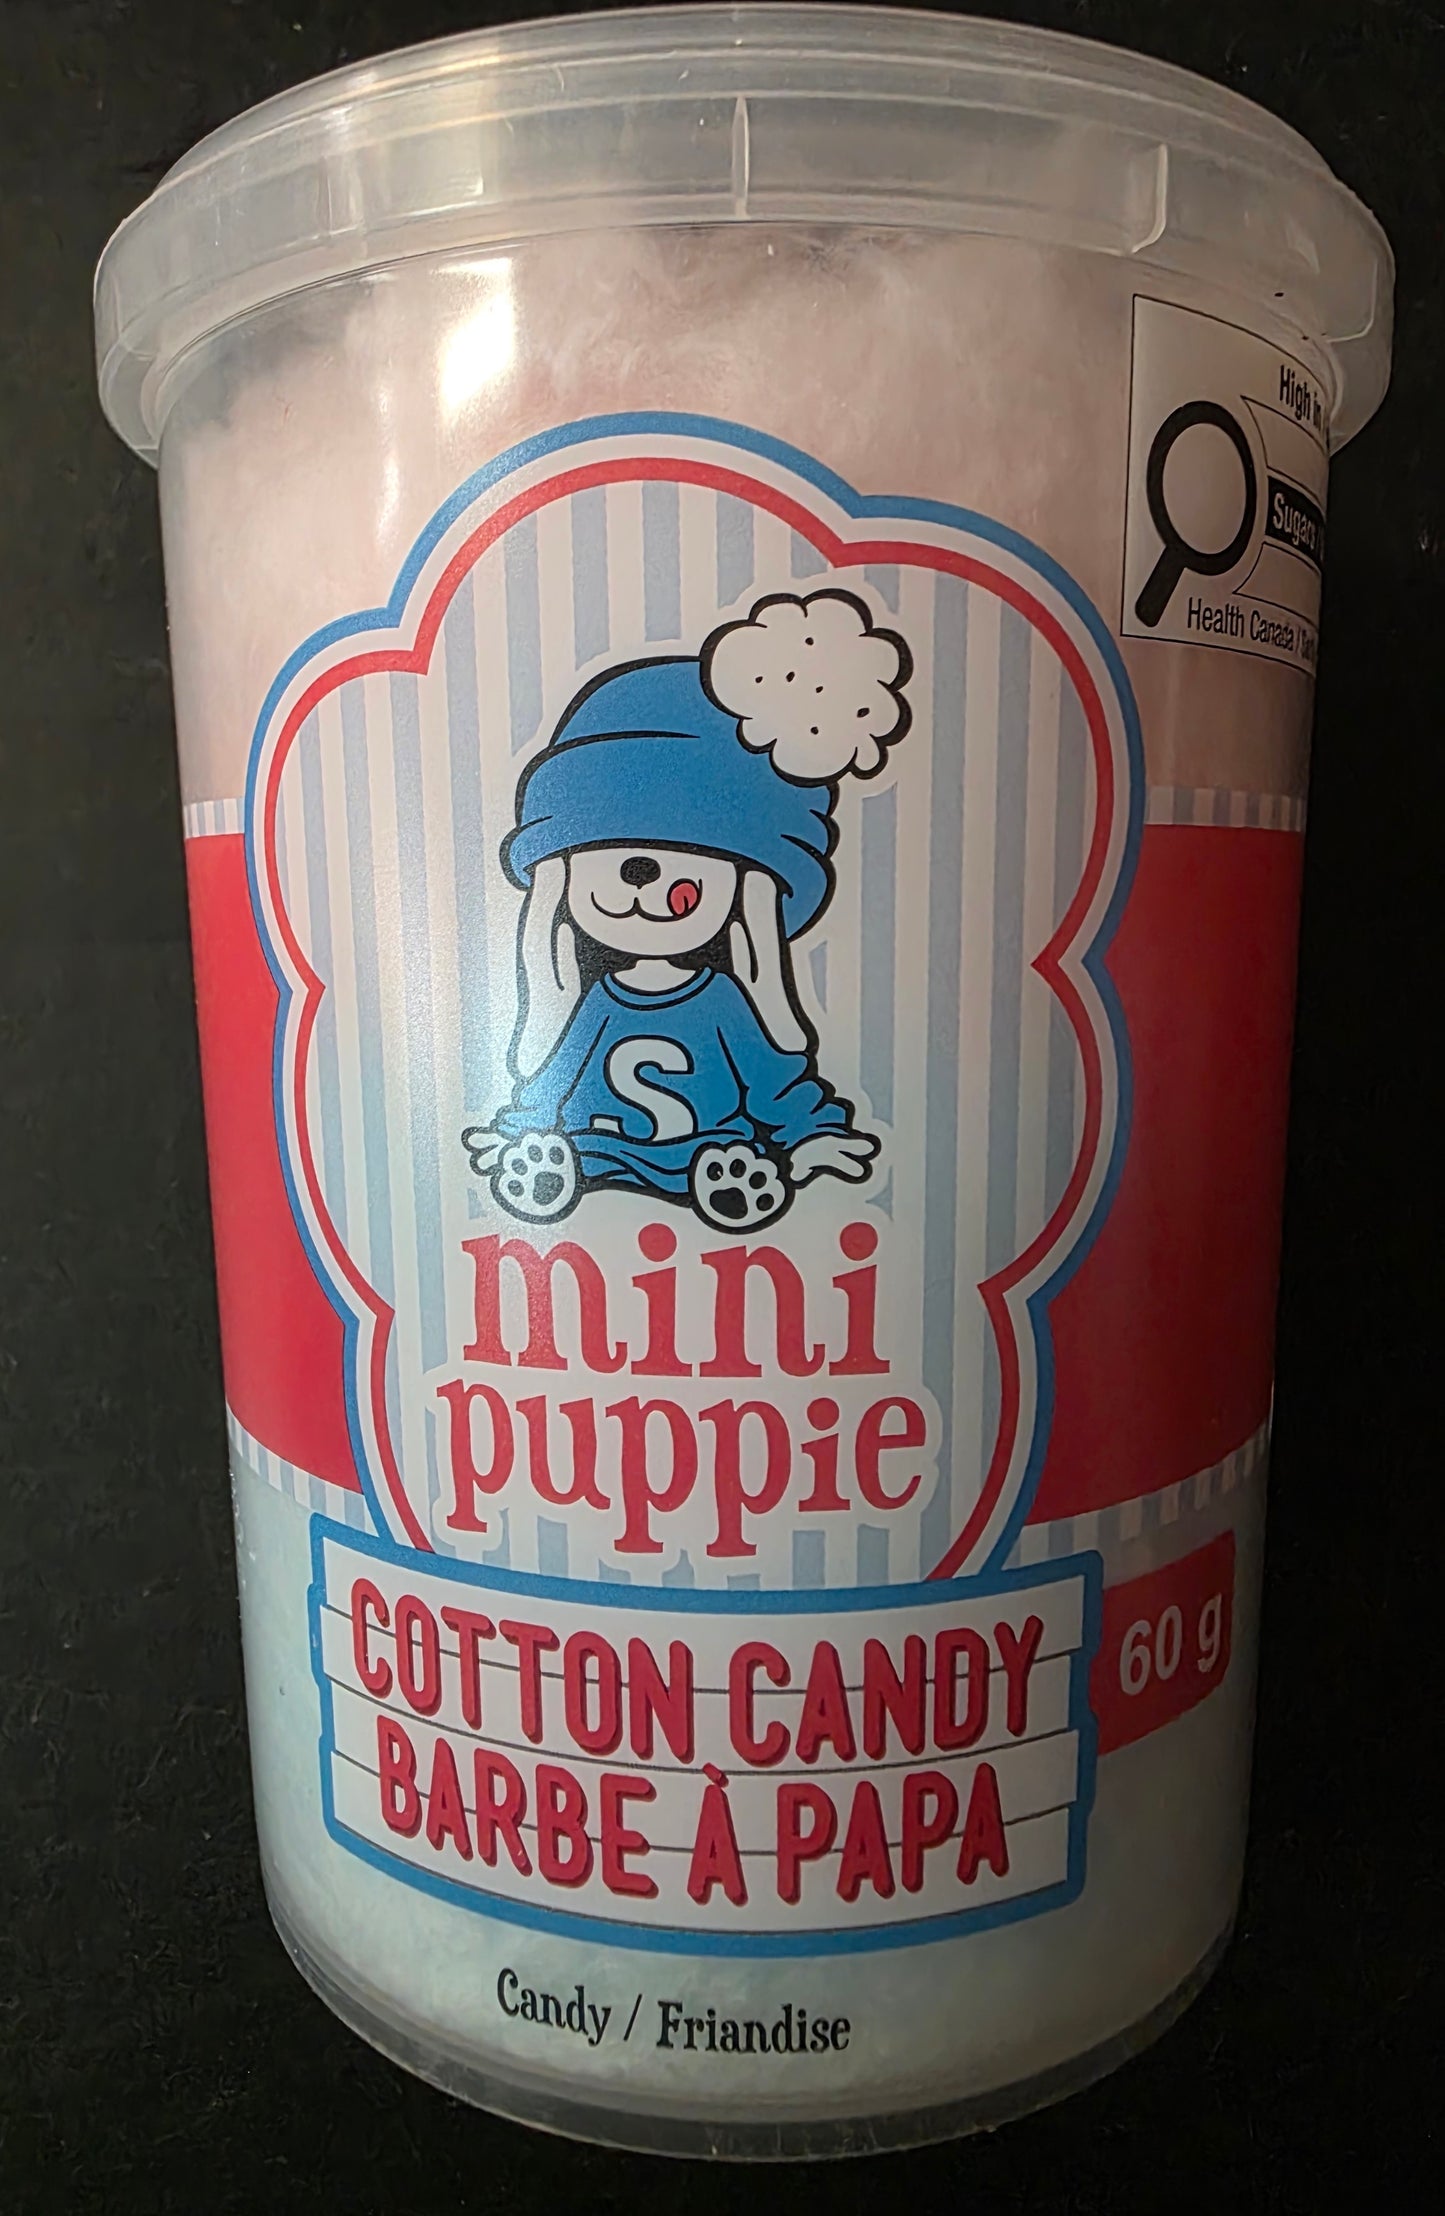 High in
Sugars
Health Canada /
S
mini
puppie
COTTON CANDY
BARBE À PAPA
60 g
Candy / Friandise